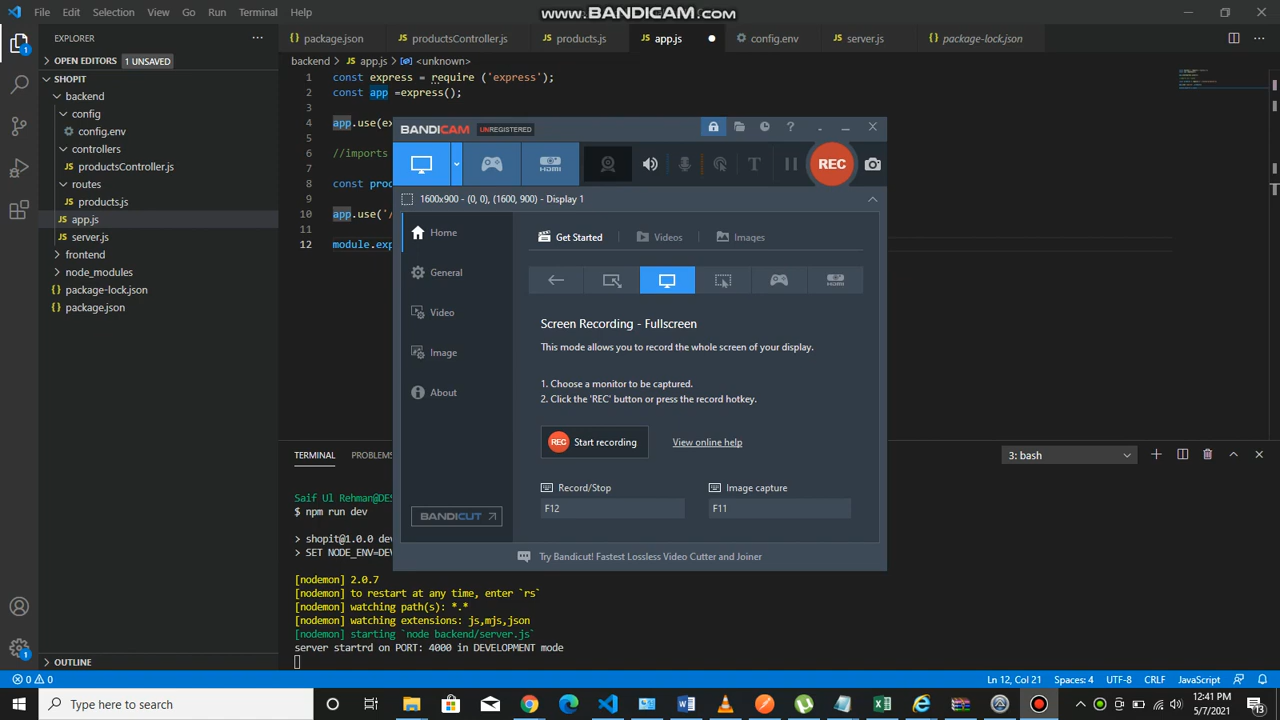 File Edit Selection View Go Run Terminal Help
www.BANDICAM.com
EXPLORER
package.json productsController.js products.js app.js config.env server.js package-lock.json
OPEN EDITORS 1 UNSAVED
backend > app.js > <unknown>
SHOPIT
backend
config
config.env
controllers
productsController.js
routes
products.js
app.js
server.js
frontend
node_modules
package-lock.json
package.json
OUTLINE
1 const express = require ('express');
2 const app =express();
3
4 app.use(ex
5
6 //imports
7
8 const prod
9
10 app.use('/
11
12 module.exp
BANDICAM UNREGISTERED
HDMI T REC
1600x900 - (0, 0), (1600, 900) - Display 1
Home
General
Video
Image
About
BANDICUT
Get Started Videos Images
HDMI
Screen Recording - Fullscreen
This mode allows you to record the whole screen of your display.
1. Choose a monitor to be captured.
2. Click the 'REC' button or press the record hotkey.
REC Start recording View online help
Record/Stop Image capture
F12 F11
Try Bandicut! Fastest Lossless Video Cutter and Joiner
TERMINAL PROBLEMS 3: bash
Saif Ul Rehman@DES
$ npm run dev
> shopit@1.0.0 dev
> SET NODE_ENV=DEV
[nodemon] 2.0.7
[nodemon] to restart at any time, enter `rs`
[nodemon] watching path(s): *.*
[nodemon] watching extensions: js,mjs,json
[nodemon] starting `node backend/server.js`
server startrd on PORT: 4000 in DEVELOPMENT mode
0 0 Ln 12, Col 21 Spaces: 4 UTF-8 CRLF JavaScript
Type here to search
12:41 PM
5/7/2021
13